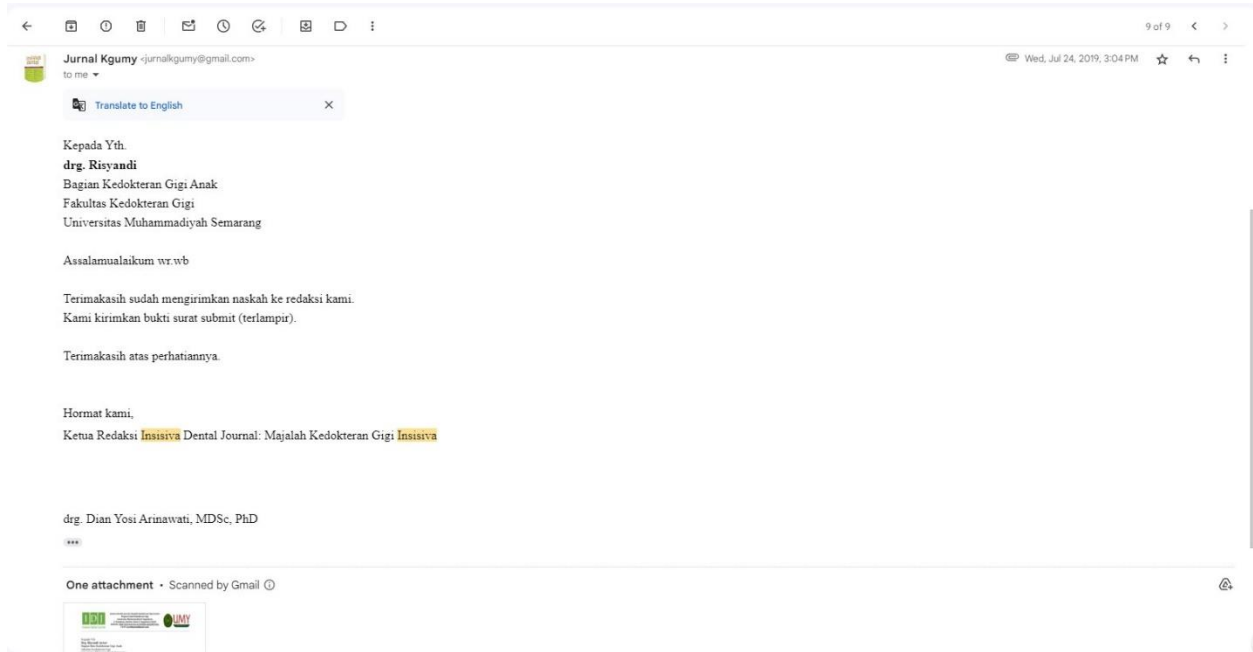 9 of 9
Jurnal Kgumy <jurnalkgumy@gmail.com>
Wed, Jul 24, 2019, 3:04 PM
to me
Translate to English
Kepada Yth.
drg. Risyandi
Bagian Kedokteran Gigi Anak
Fakultas Kedokteran Gigi
Universitas Muhammadiyah Semarang
Assalamualaikum wr.wb
Terimakasih sudah mengirimkan naskah ke redaksi kami.
Kami kirimkan bukti surat submit (terlampir).
Terimakasih atas perhatiannya.
Hormat kami,
Ketua Redaksi Insisiva Dental Journal: Majalah Kedokteran Gigi Insisiva
drg. Dian Yosi Arinawati, MDSc, PhD
One attachment • Scanned by Gmail
IDI
UMY